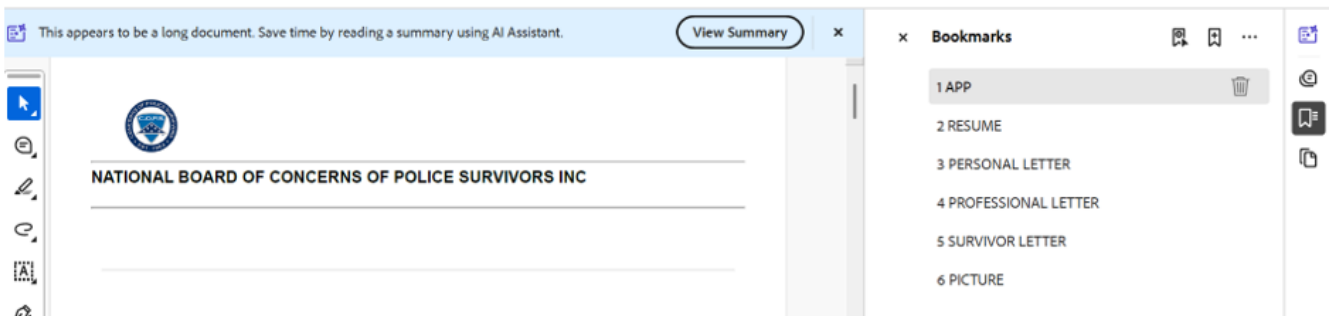 This appears to be a long document. Save time by reading a summary using AI Assistant.
View Summary
NATIONAL BOARD OF CONCERNS OF POLICE SURVIVORS INC
Bookmarks
1 APP
2 RESUME
3 PERSONAL LETTER
4 PROFESSIONAL LETTER
5 SURVIVOR LETTER
6 PICTURE